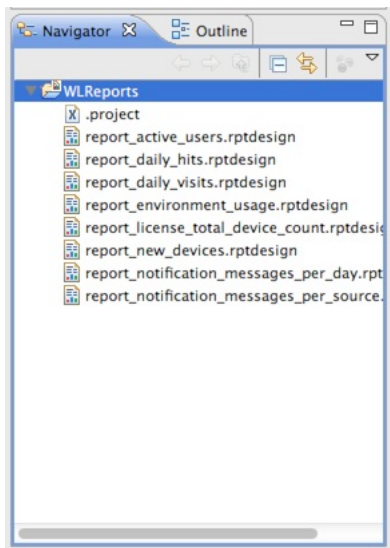 Navigator Outline
WLReports
.project
report_active_users.rptdesign
report_daily_hits.rptdesign
report_daily_visits.rptdesign
report_environment_usage.rptdesign
report_license_total_device_count.rptdesig
report_new_devices.rptdesign
report_notification_messages_per_day.rpt
report_notification_messages_per_source.